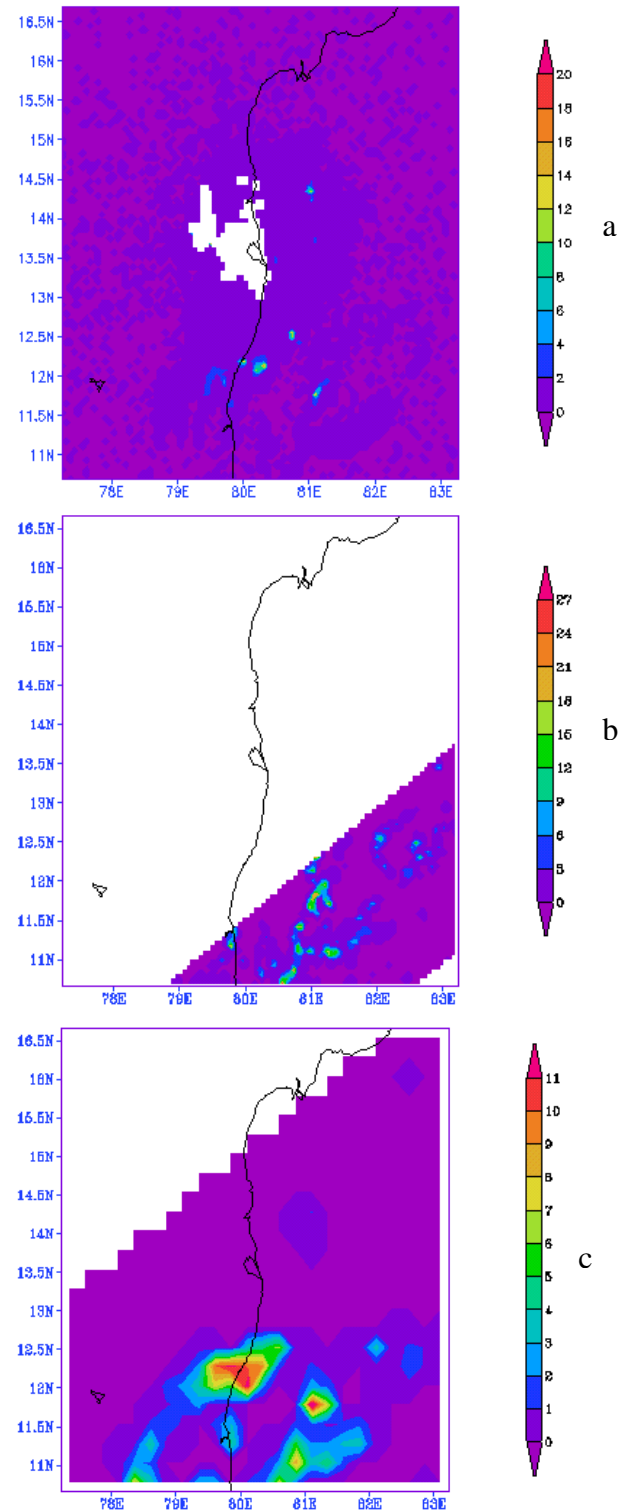 16.5N
16N
15.5N
15N
14.5N
14N
13.5N
13N
12.5N
12N
11.5N
11N
78E 79E 80E 81E 82E 83E
20
18
16
14
12
10
8
6
4
2
0
a
16.5N
16N
15.5N
15N
14.5N
14N
13.5N
13N
12.5N
12N
11.5N
11N
78E 79E 80E 81E 82E 83E
27
24
21
18
15
12
9
6
3
0
b
16.5N
16N
15.5N
15N
14.5N
14N
13.5N
13N
12.5N
12N
11.5N
11N
78E 79E 80E 81E 82E 83E
11
10
9
8
7
6
5
4
3
2
1
0
c